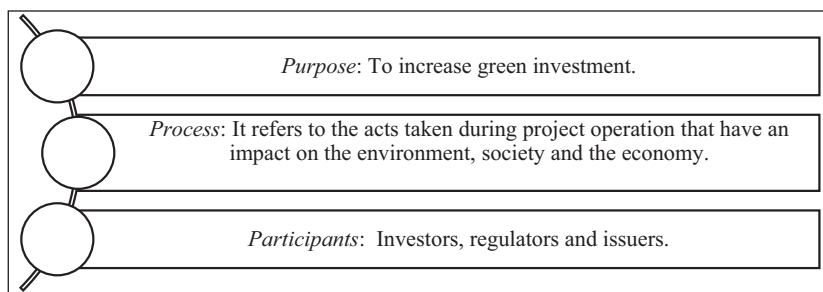 Purpose: To increase green investment.
Process: It refers to the acts taken during project operation that have an
impact on the environment, society and the economy.
Participants: Investors, regulators and issuers.